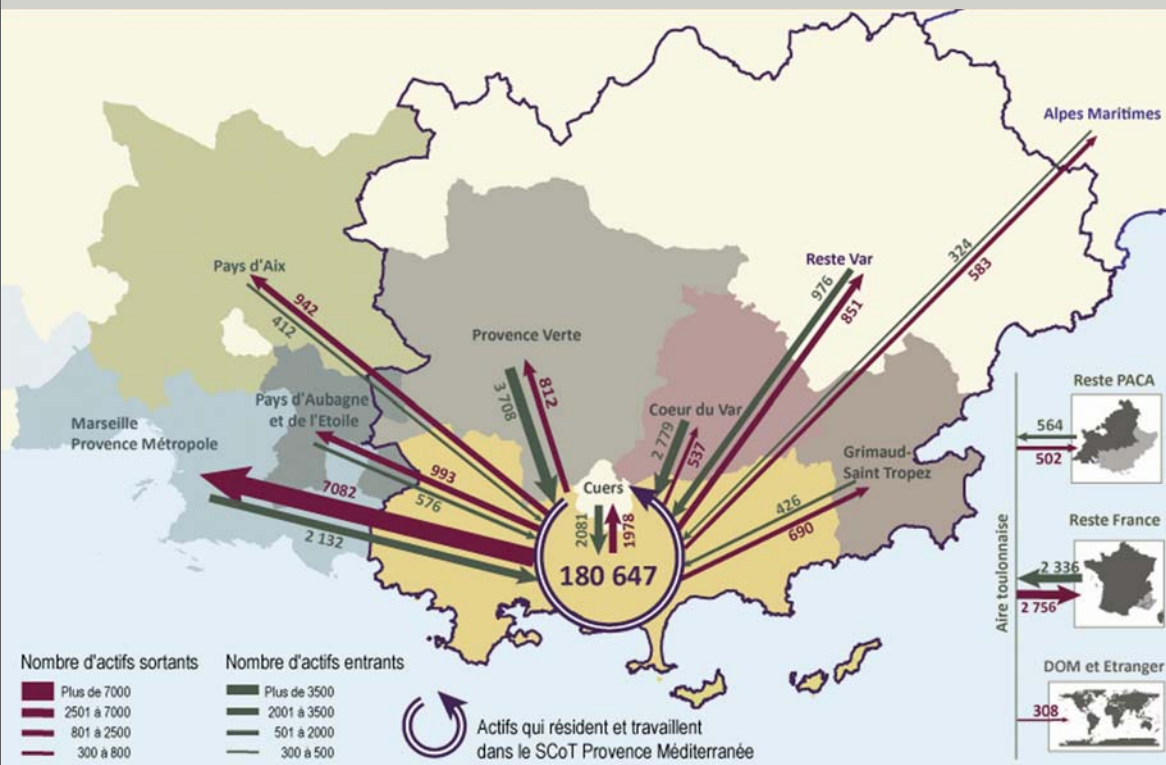 Alpes Maritimes
324
583
Pays d'Aix
942
412
Reste Var
976
851
Provence Verte
3 708
812
Reste PACA
564
502
Pays d'Aubagne
et de l'Etoile
993
576
Coeur du Var
2 779
537
Marseille
Provence Métropole
7082
2 132
Grimaud-
Saint Tropez
426
690
Cuers
2081
1978
180 647
Aire toulonnaise
Reste France
2 336
2 756
DOM et Etranger
308
Nombre d'actifs sortants
Plus de 7000
2501 à 7000
801 à 2500
300 à 800
Nombre d'actifs entrants
Plus de 3500
2001 à 3500
501 à 2000
300 à 500
Actifs qui résident et travaillent
dans le SCoT Provence Méditerranée